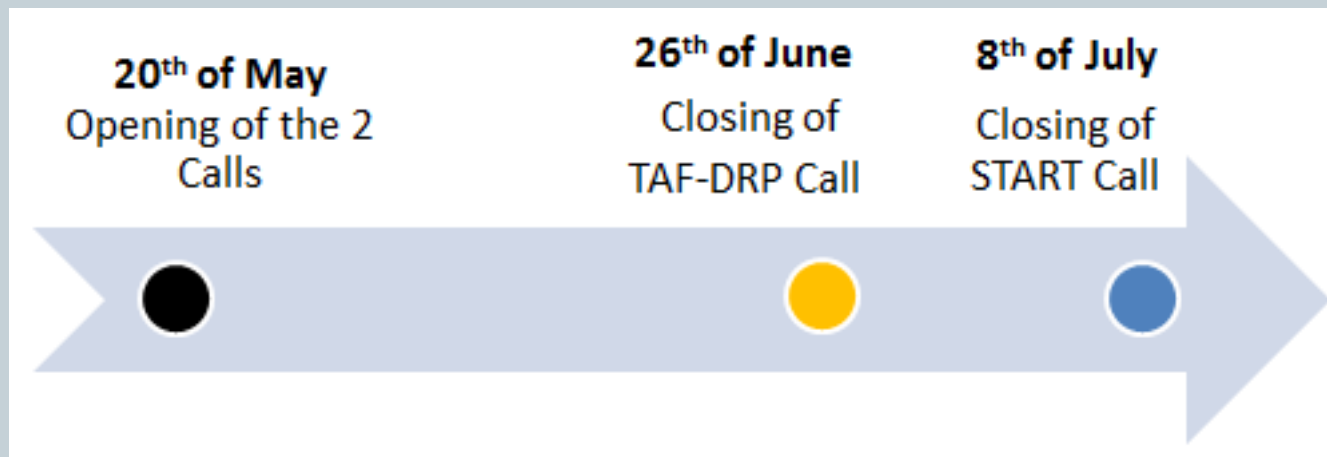 20th of May
Opening of the 2
Calls
26th of June
Closing of
TAF-DRP Call
8th of July
Closing of
START Call